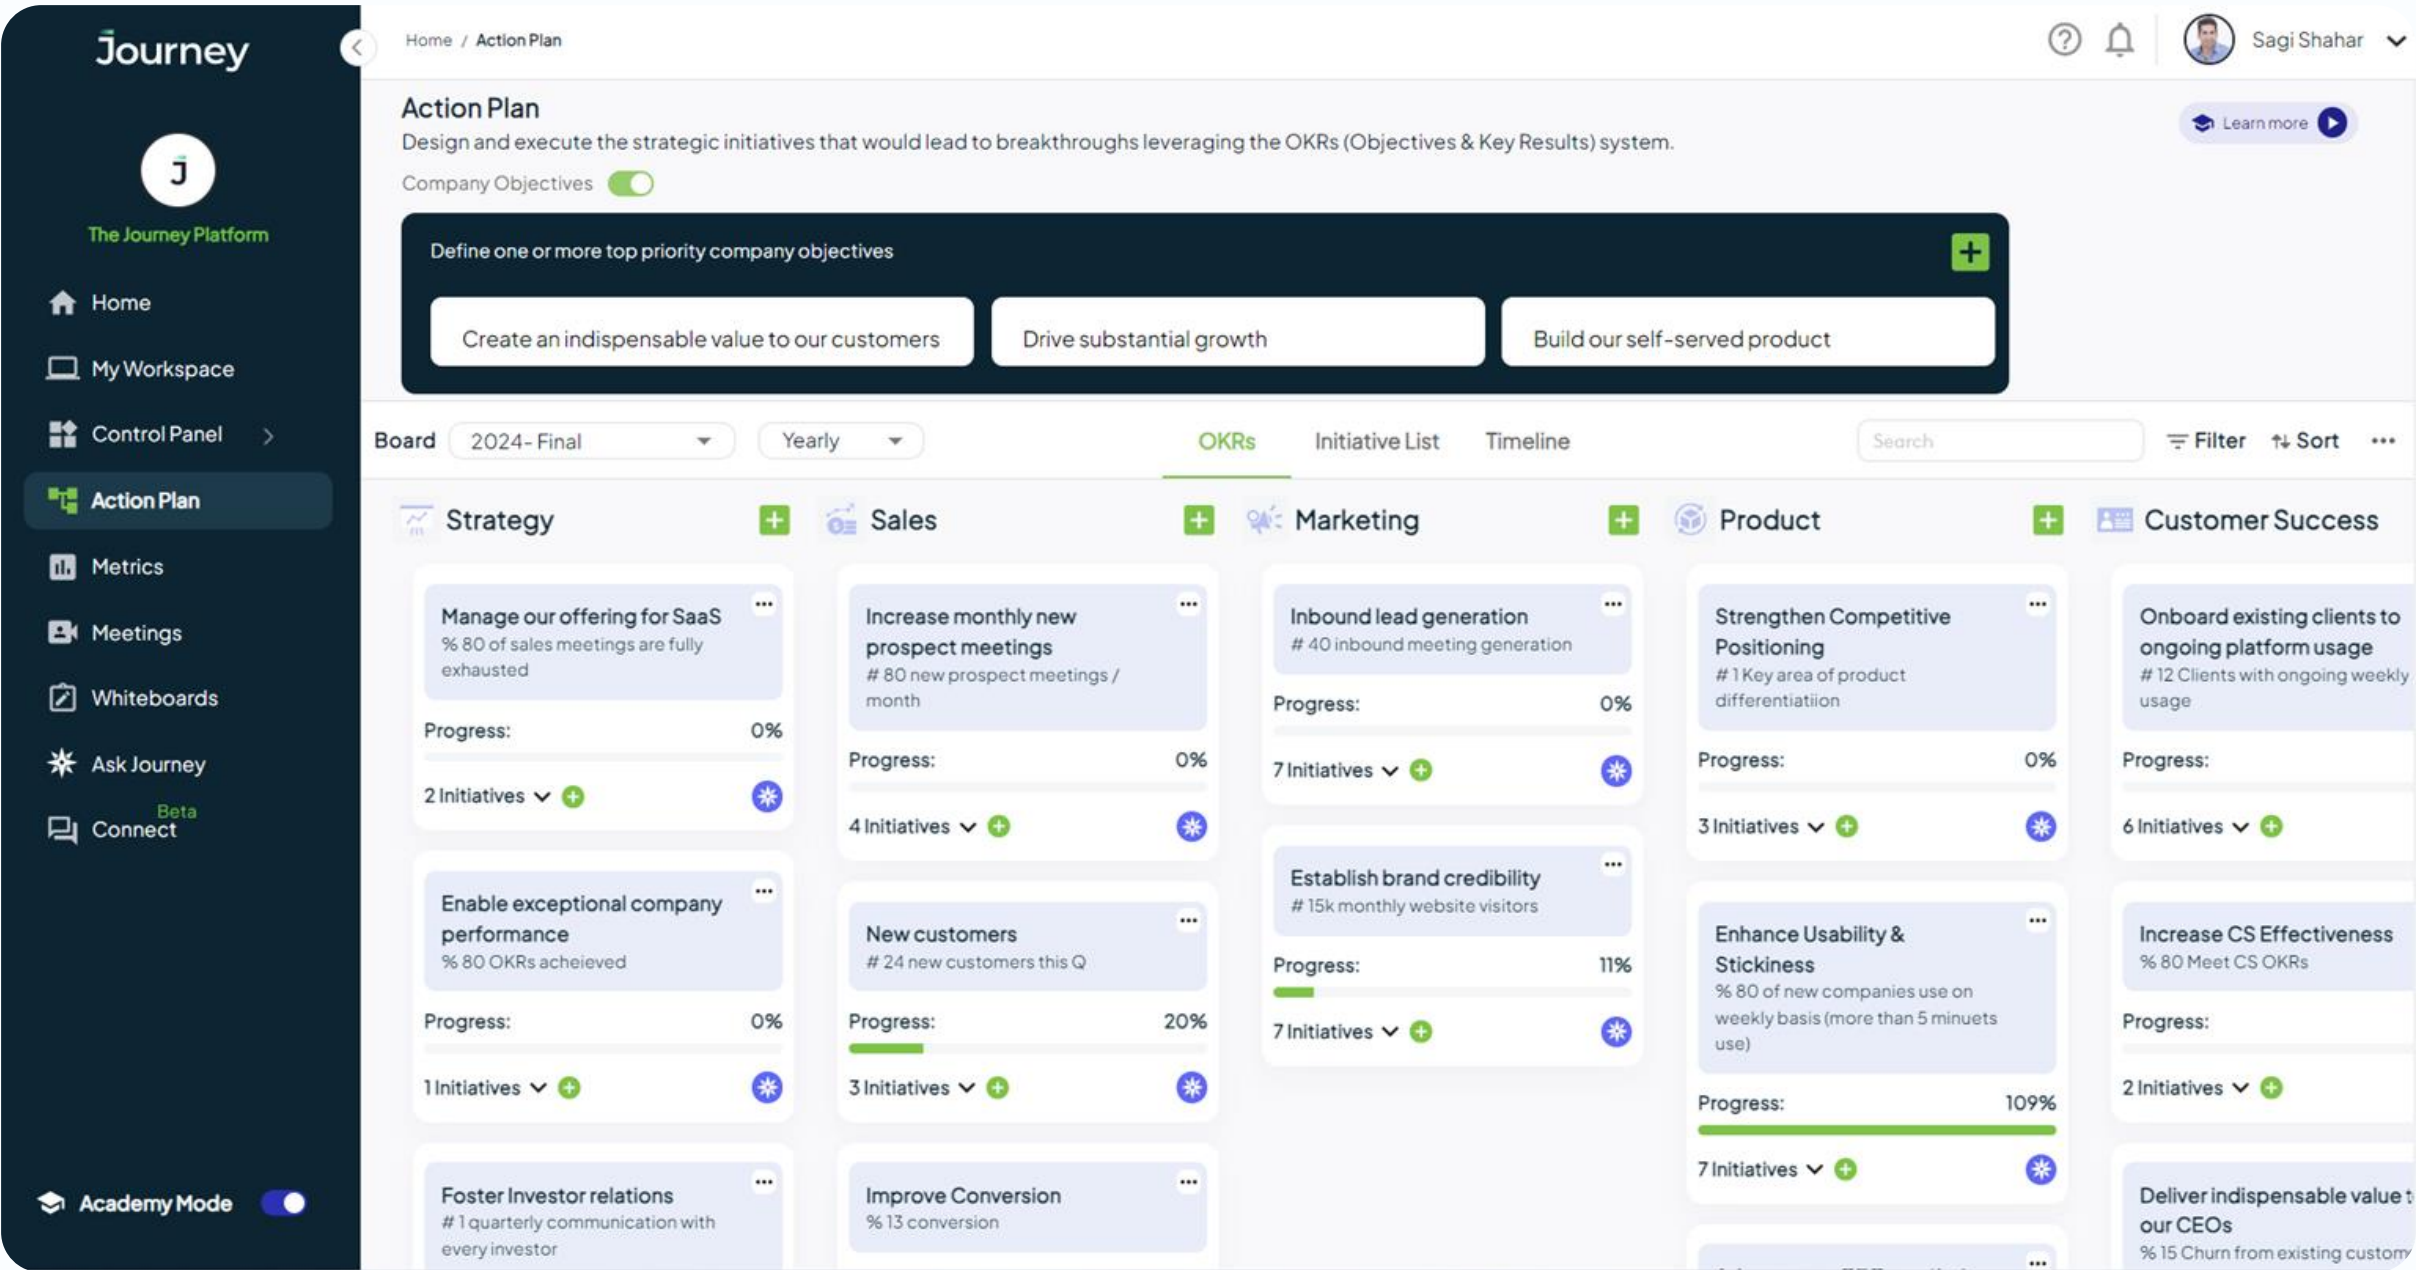 Journey
Home / Action Plan
Sagi Shahar
J
The Journey Platform
Home
My Workspace
Control Panel
Action Plan
Metrics
Meetings
Whiteboards
Ask Journey
Beta
Connect
Academy Mode
Action Plan
Design and execute the strategic initiatives that would lead to breakthroughs leveraging the OKRs (Objectives & Key Results) system.
Learn more
Company Objectives
Define one or more top priority company objectives
Create an indispensable value to our customers
Drive substantial growth
Build our self-served product
Board
2024- Final
Yearly
OKRs
Initiative List
Timeline
Search
Filter
Sort
Strategy
Manage our offering for SaaS
% 80 of sales meetings are fully
exhausted
Progress: 0%
2 Initiatives
Enable exceptional company
performance
% 80 OKRs acheieved
Progress: 0%
1 Initiatives
Foster Investor relations
# 1 quarterly communication with
every investor
Sales
Increase monthly new
prospect meetings
# 80 new prospect meetings /
month
Progress: 0%
4 Initiatives
New customers
# 24 new customers this Q
Progress: 20%
3 Initiatives
Improve Conversion
% 13 conversion
Marketing
Inbound lead generation
# 40 inbound meeting generation
Progress: 0%
7 Initiatives
Establish brand credibility
# 15k monthly website visitors
Progress: 11%
7 Initiatives
Product
Strengthen Competitive
Positioning
# 1 Key area of product
differentiatiion
Progress: 0%
3 Initiatives
Enhance Usability &
Stickiness
% 80 of new companies use on
weekly basis (more than 5 minuets
use)
Progress: 109%
7 Initiatives
Customer Success
Onboard existing clients to
ongoing platform usage
# 12 Clients with ongoing weekly
usage
Progress:
6 Initiatives
Increase CS Effectiveness
% 80 Meet CS OKRs
Progress:
2 Initiatives
Deliver indispensable value
our CEOs
% 15 Churn from existing